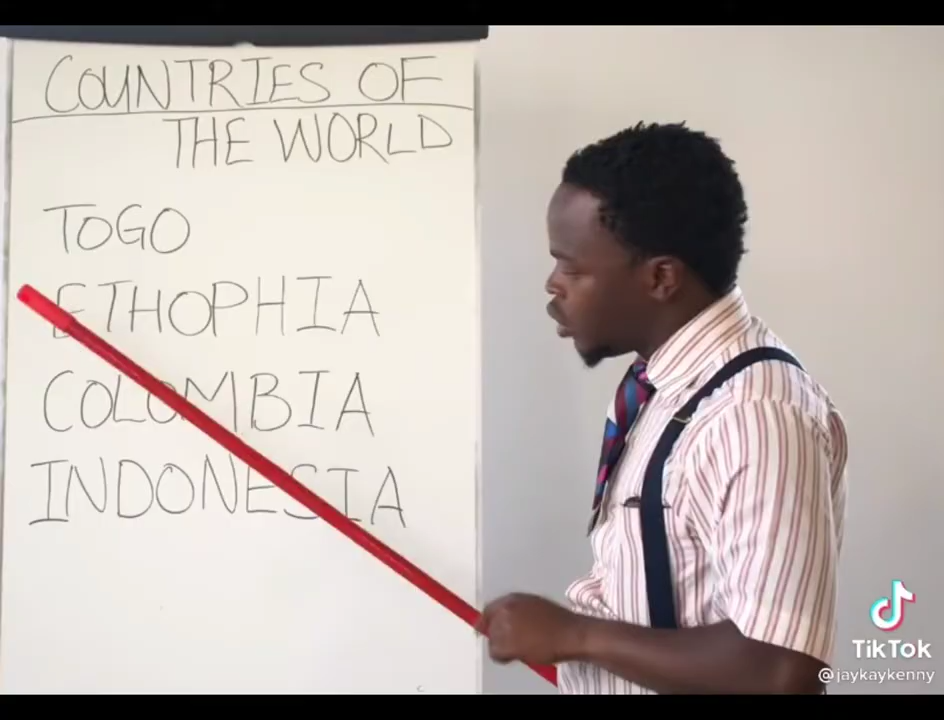 COUNTRIES OF
THE WORLD
TOGO
ETHOPHIA
COLOMBIA
INDONESIA
TikTok
@jaykaykenny